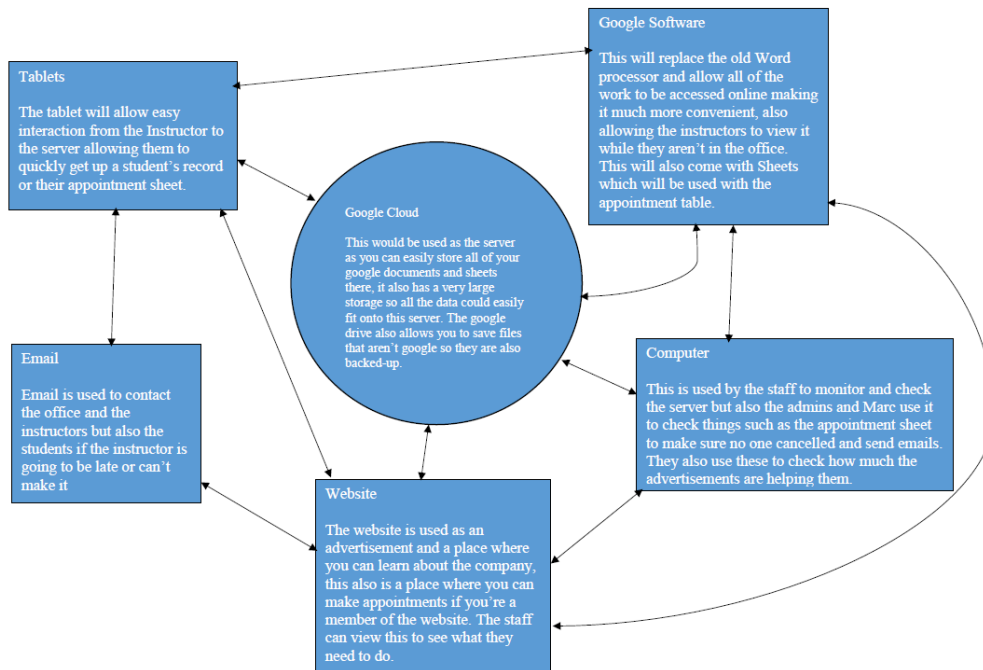 Google Software
This will replace the old Word
processor and allow all of the
work to be accessed online making
it much more convenient, also
allowing the instructors to view it
while they aren't in the office.
This will also come with Sheets
which will be used with the
appointment table.
Tablets
The tablet will allow easy
interaction from the Instructor to
the server allowing them to
quickly get up a student's record
or their appointment sheet.
Google Cloud
This would be used as the server
as you can easily store all of your
google documents and sheets
there, it also has a very large
storage so all the data could easily
fit onto this server. The google
drive also allows you to save files
that aren't google so they are also
backed-up.
Email
Email is used to contact
the office and the
instructors but also the
students if the instructor is
going to be late or can't
make it
Computer
This is used by the staff to monitor and check
the server but also the admins and Marc use it
to check things such as the appointment sheet
to make sure no one cancelled and send emails.
They also use these to check how much the
advertisements are helping them.
Website
The website is used as an
advertisement and a place where
you can learn about the company,
this also is a place where you can
make appointments if you're a
member of the website. The staff
can view this to see what they
need to do.